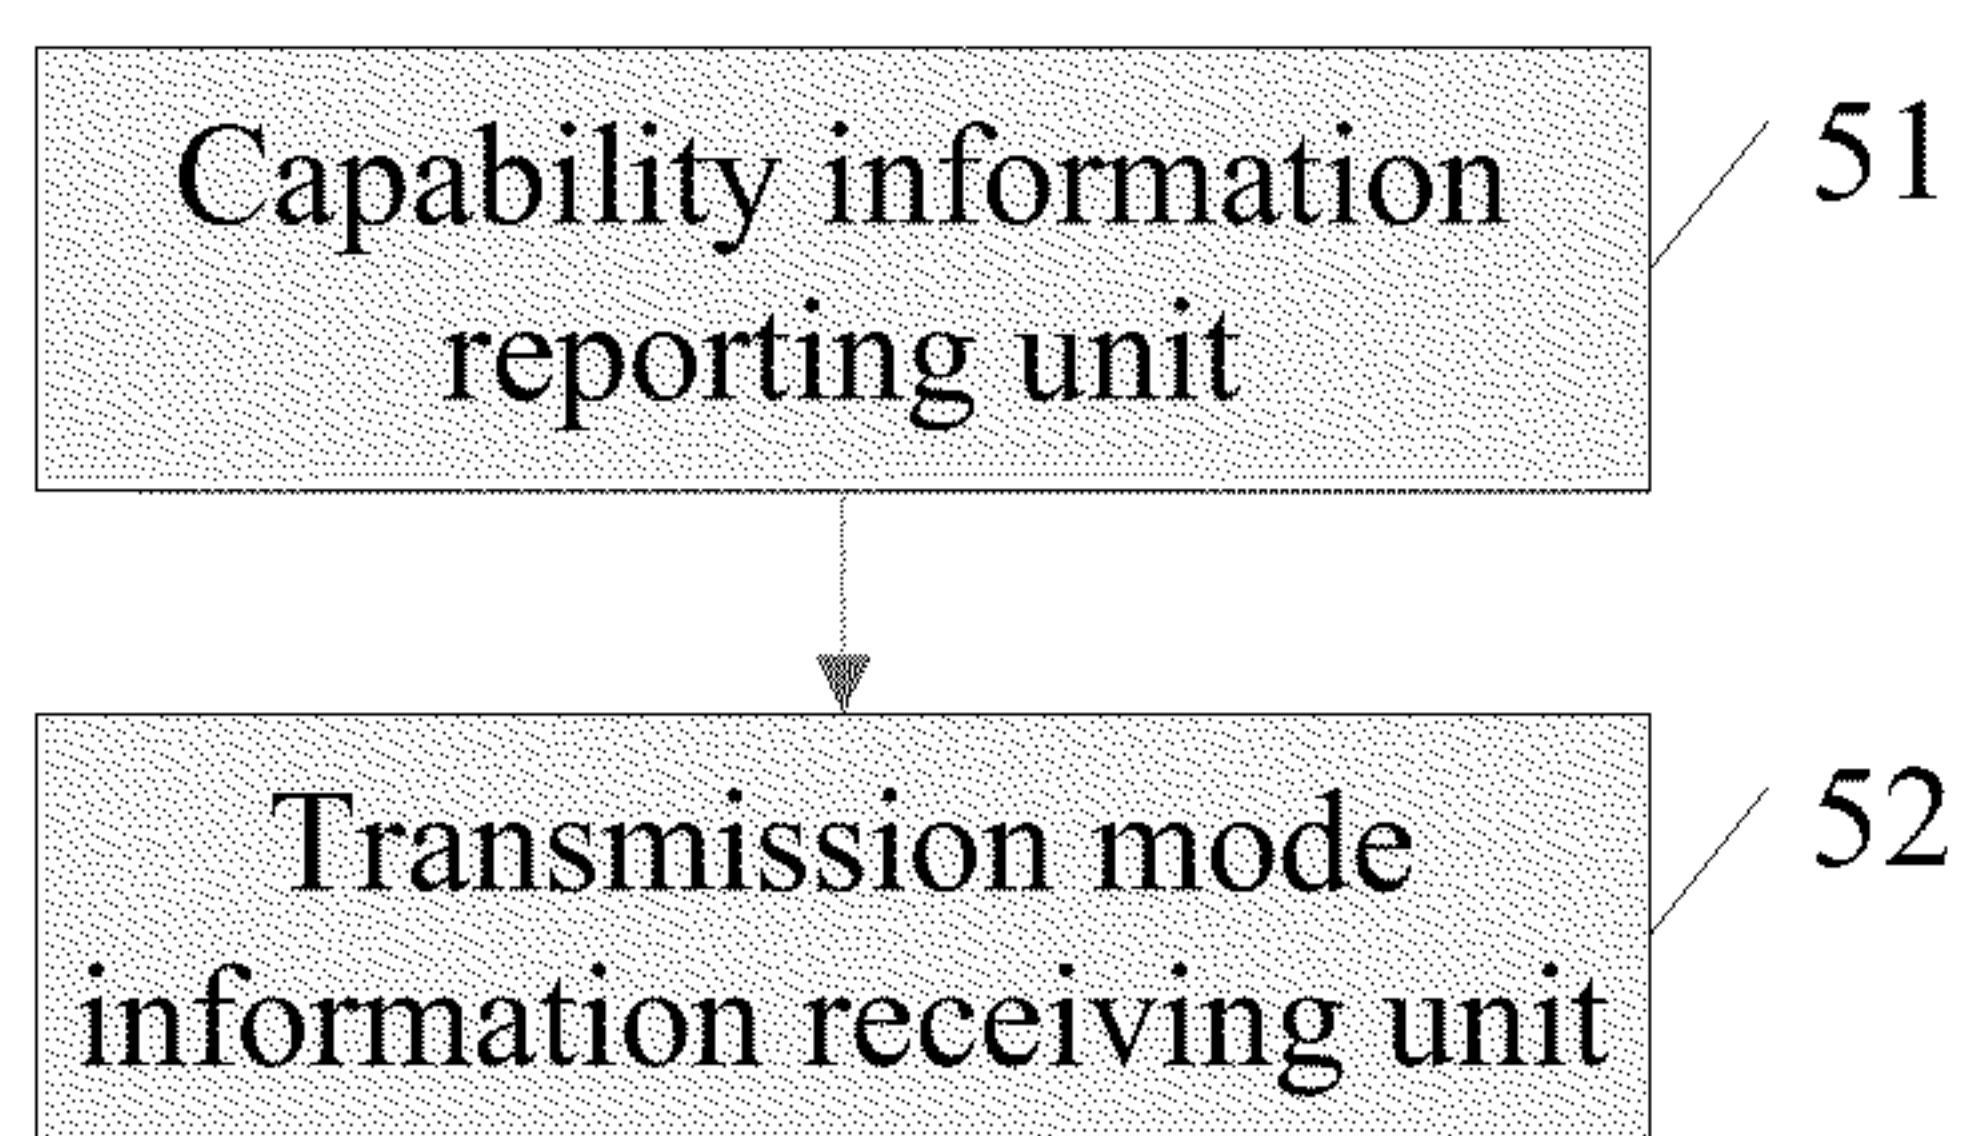 Capability information
reporting unit
51
Transmission mode
information receiving unit
52